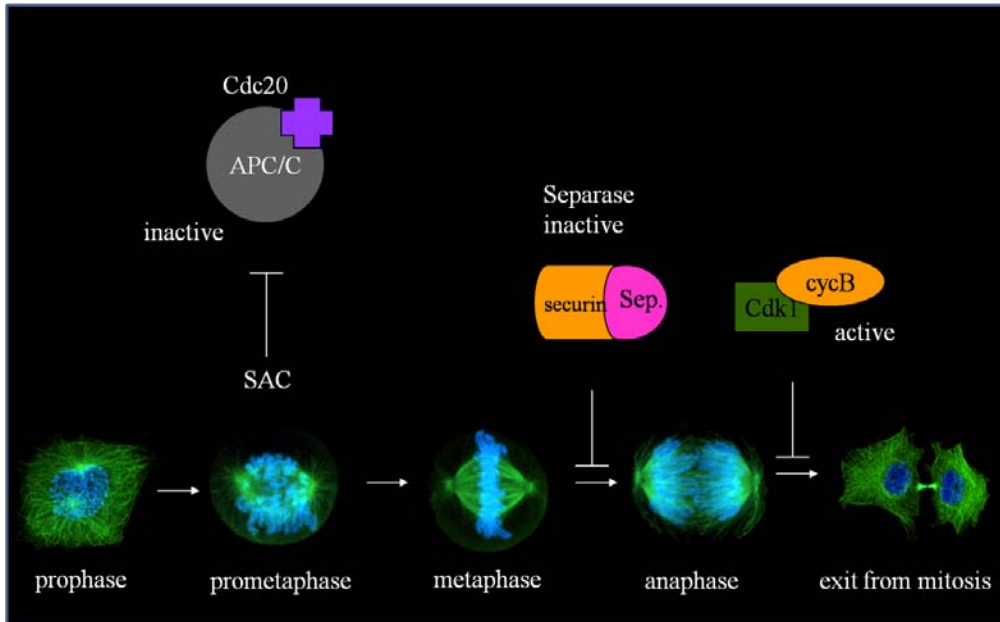 Cdc20
APC/C
inactive
SAC
Separase
inactive
securin
Sep.
cycB
Cdk1
active
prophase
prometaphase
metaphase
anaphase
exit from mitosis